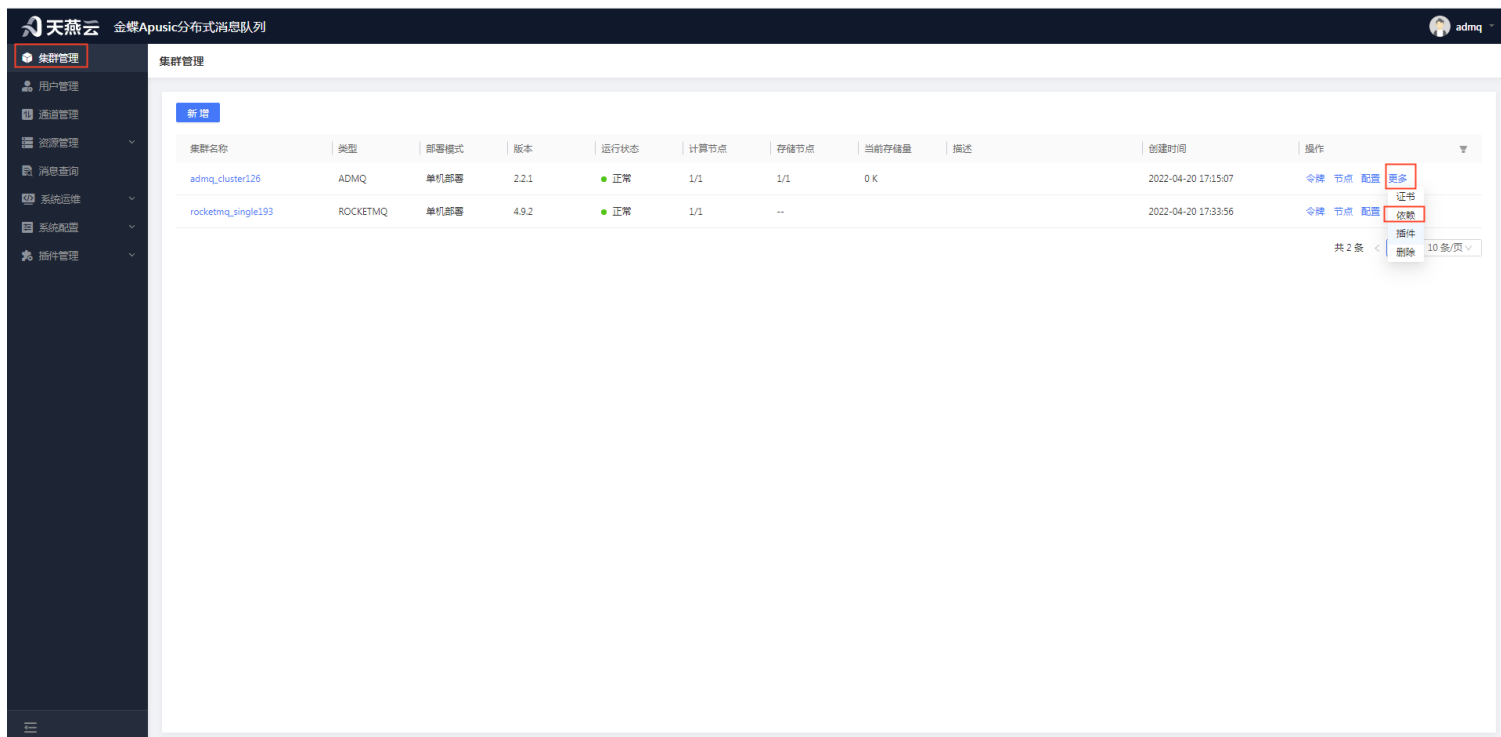 天燕云 金蝶Apusic分布式消息队列 admq
集群管理
用户管理
通道管理
资源管理
消息查询
系统运维
系统配置
插件管理
集群管理
新增
集群名称 类型 部署模式 版本 运行状态 计算节点 存储节点 当前存储量 描述 创建时间 操作
admq_cluster126 ADMQ 单机部署 2.2.1 正常 1/1 1/1 0 K 2022-04-20 17:15:07 令牌 节点 配置 更多
rocketmq_single193 ROCKETMQ 单机部署 4.9.2 正常 1/1 -- 2022-04-20 17:33:56 令牌 节点 配置
证书
依赖
插件
删除
共 2 条 < 10 条/页